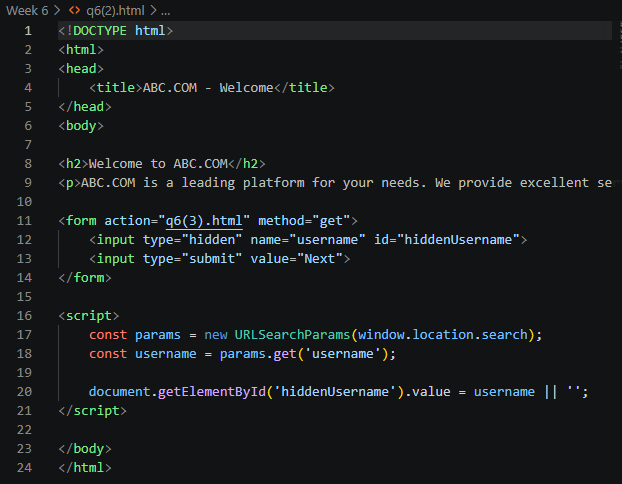 Week 6 > <> q6(2).html > ...
1 <!DOCTYPE html>
2 <html>
3 <head>
4     <title>ABC.COM - Welcome</title>
5 </head>
6 <body>
7
8 <h2>Welcome to ABC.COM</h2>
9 <p>ABC.COM is a leading platform for your needs. We provide excellent se
10
11 <form action="q6(3).html" method="get">
12     <input type="hidden" name="username" id="hiddenUsername">
13     <input type="submit" value="Next">
14 </form>
15
16 <script>
17     const params = new URLSearchParams(window.location.search);
18     const username = params.get('username');
19
20     document.getElementById('hiddenUsername').value = username || '';
21 </script>
22
23 </body>
24 </html>